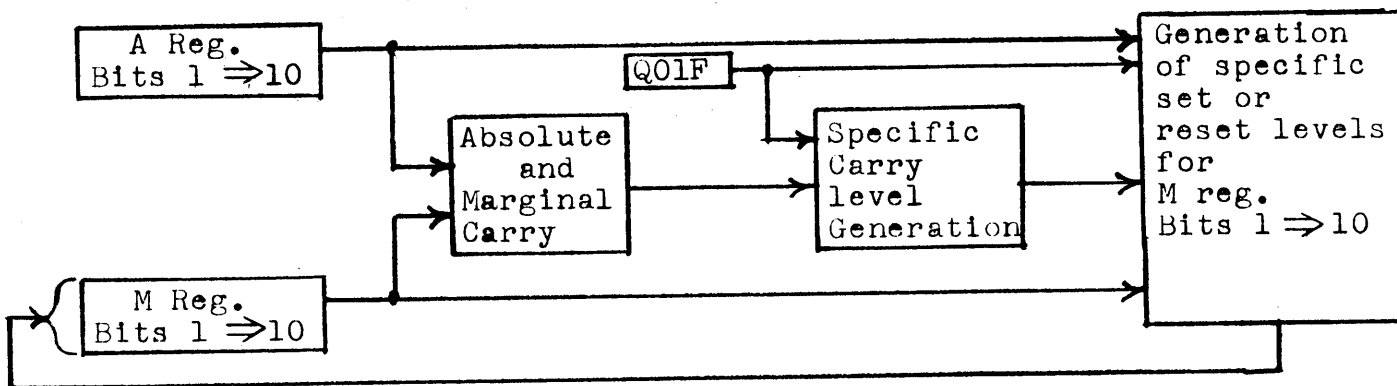 A Reg.
Bits 1 ⇒ 10
Q01F
Absolute
and
Marginal
Carry
Specific
Carry
level
Generation
Generation
of specific
set or
reset levels
for
M reg.
Bits 1 ⇒ 10
M Reg.
Bits 1 ⇒ 10